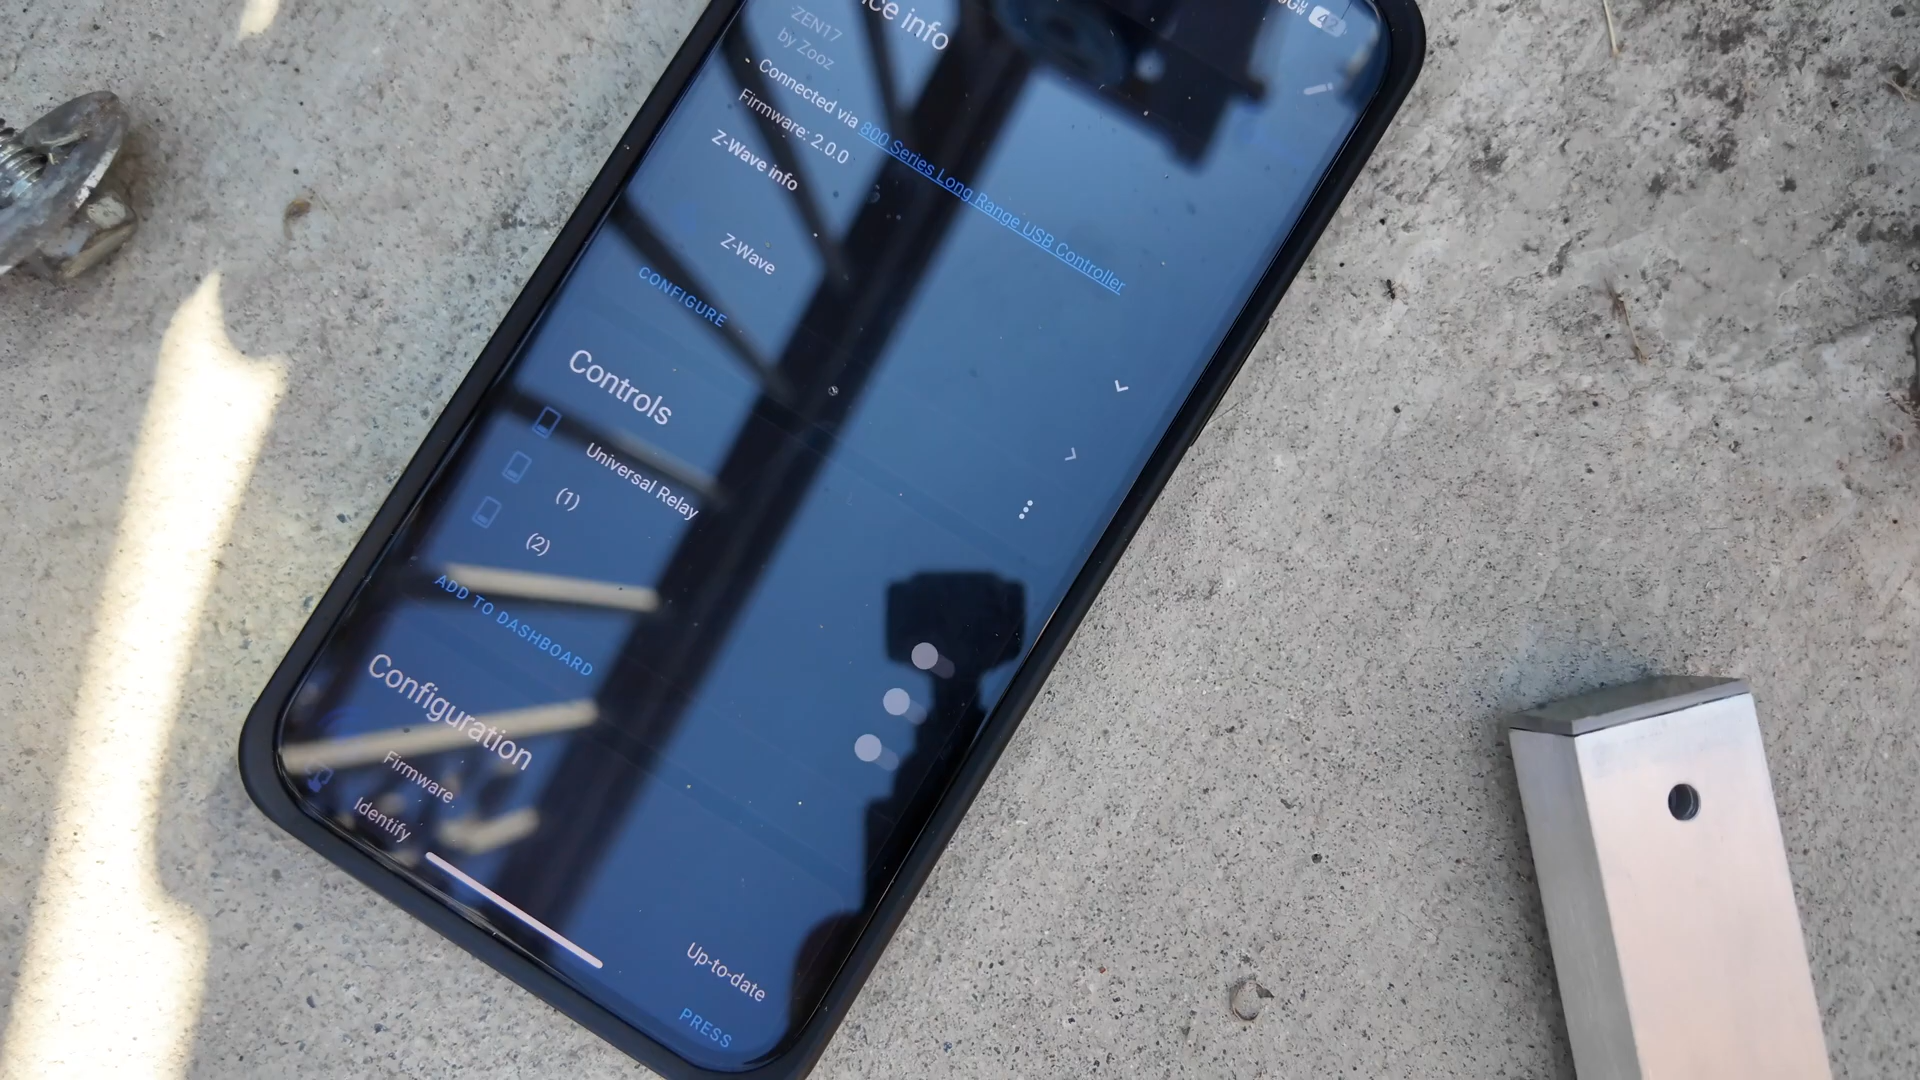 ce info
ZEN17
by Zooz
Connected via 800 Series Long Range USB Controller
Firmware: 2.0.0
Z-Wave info
Z-Wave
CONFIGURE
Controls
Universal Relay
(1)
(2)
ADD TO DASHBOARD
Configuration
Firmware
Up-to-date
Identify
PRESS